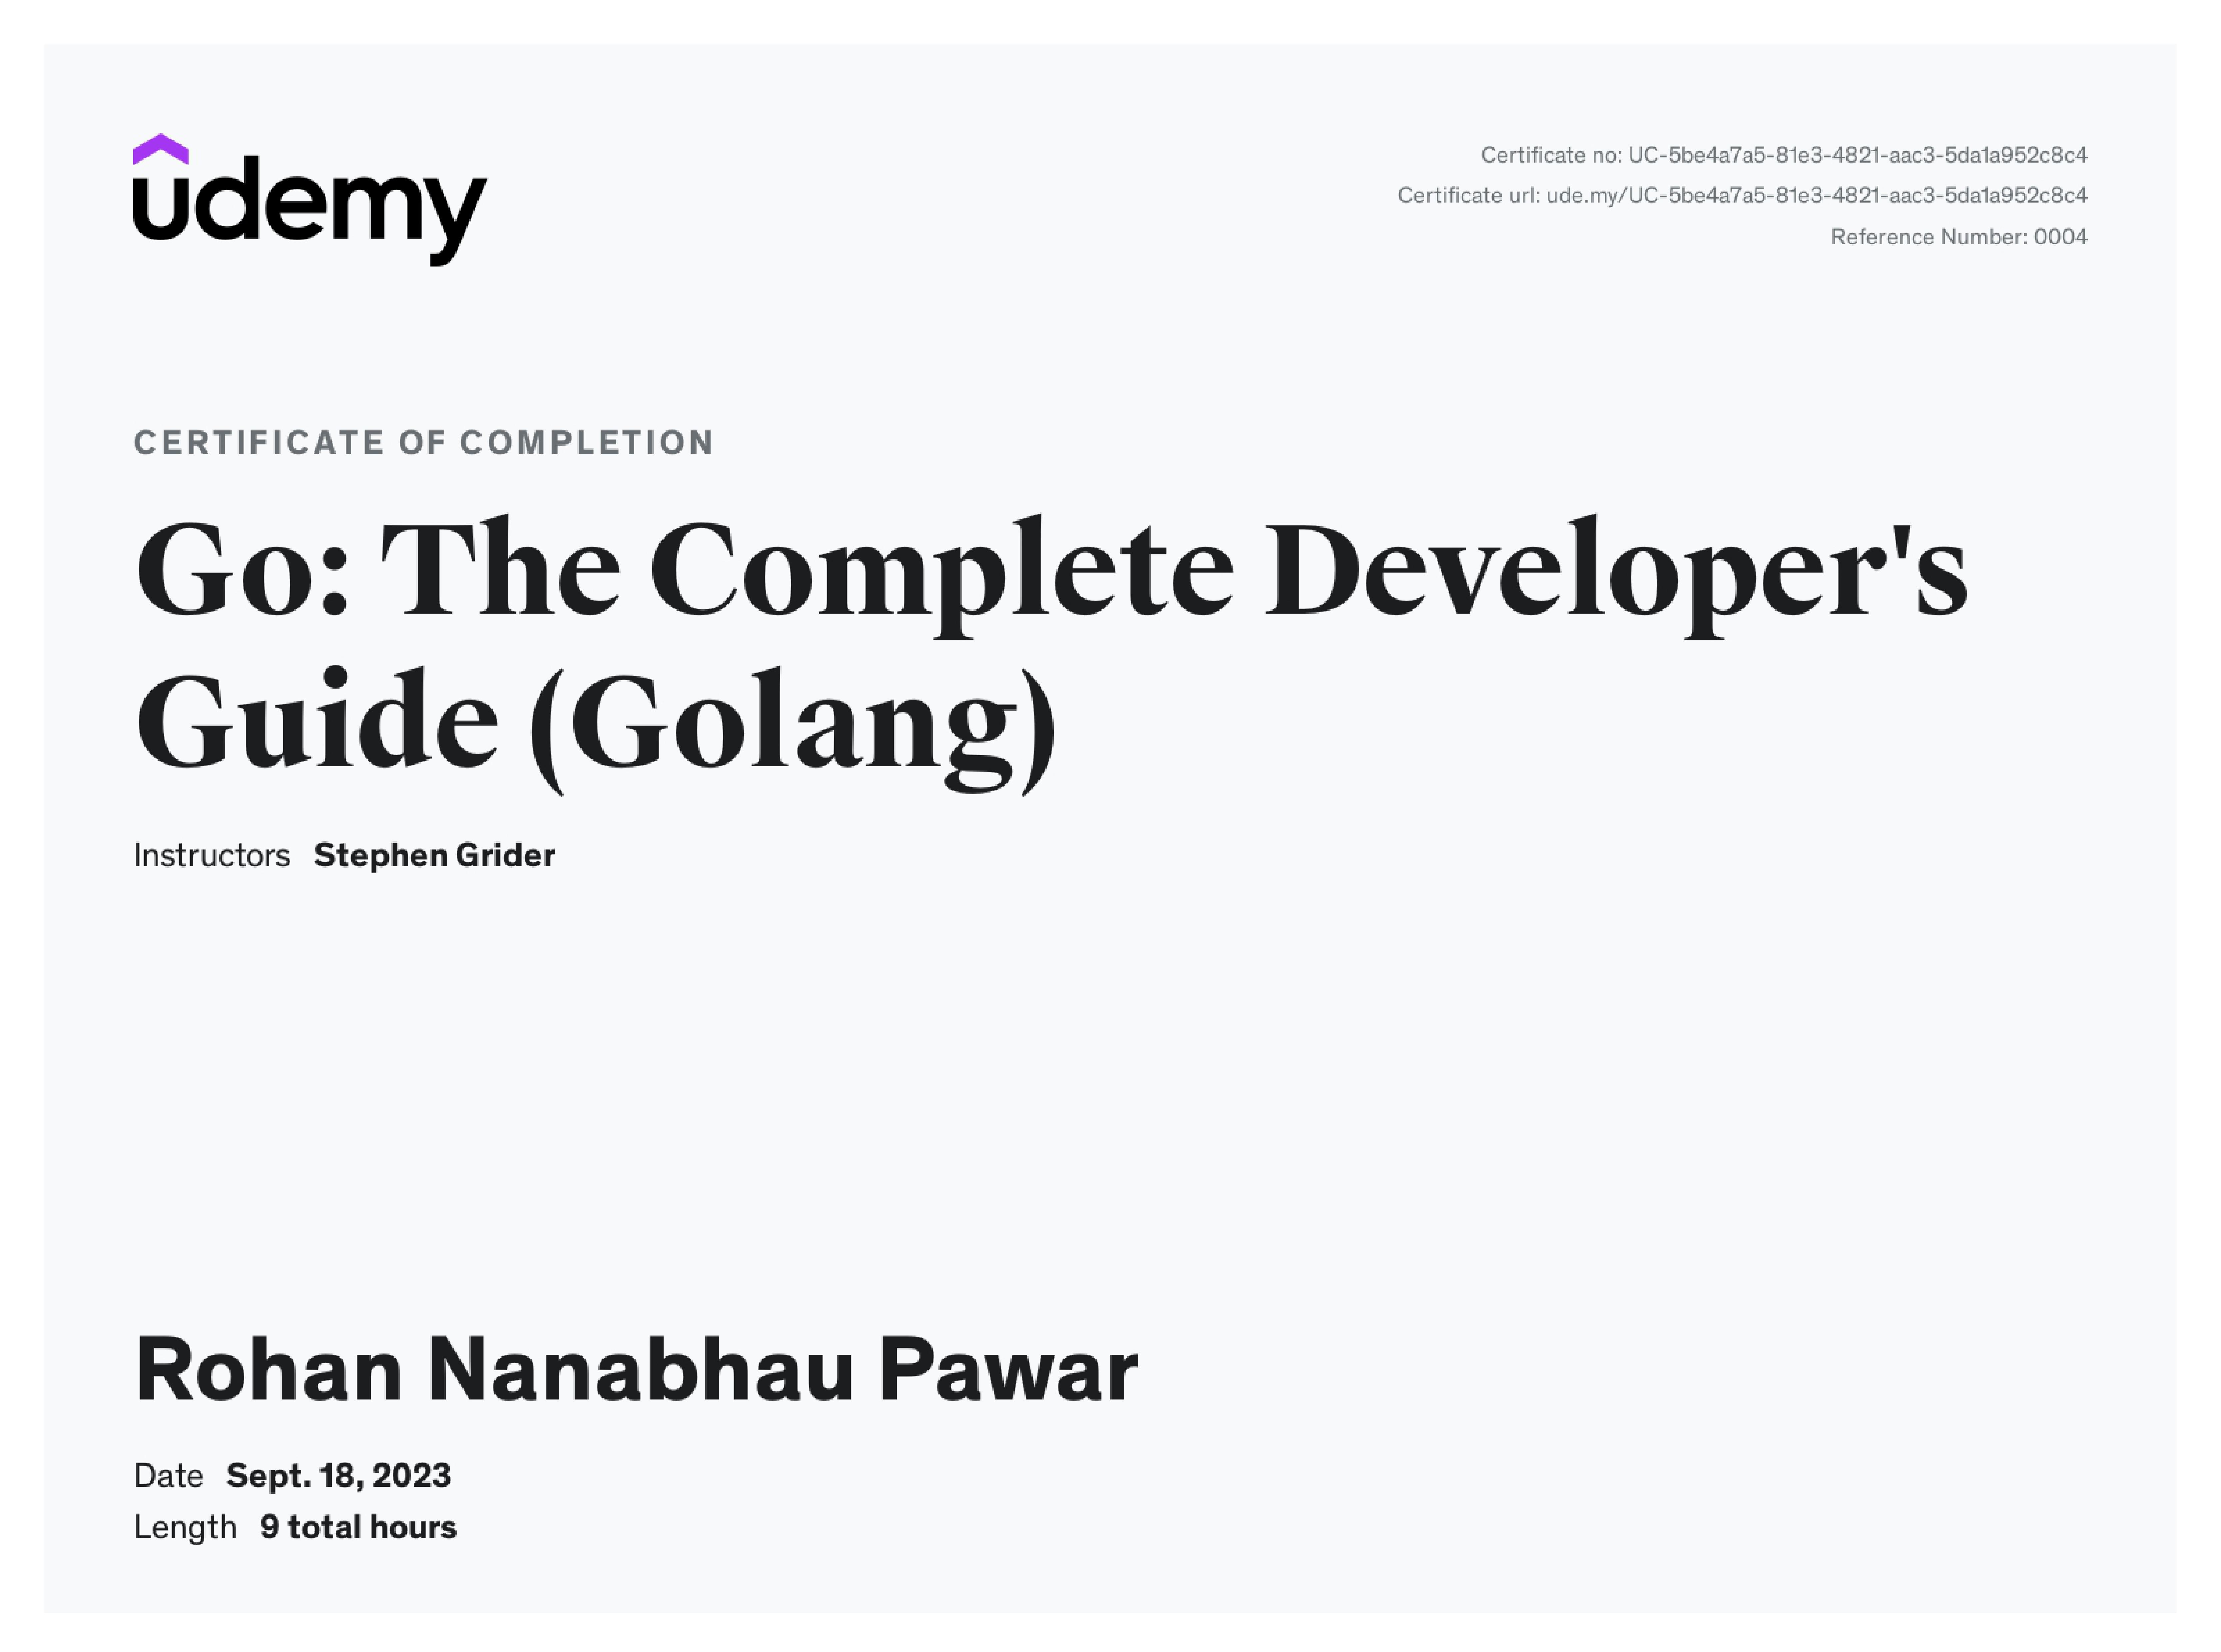 udemy
Certificate no: UC-5be4a7a5-81e3-4821-aac3-5da1a952c8c4
Certificate url: ude.my/UC-5be4a7a5-81e3-4821-aac3-5da1a952c8c4
Reference Number: 0004
CERTIFICATE OF COMPLETION
Go: The Complete Developer's
Guide (Golang)
Instructors Stephen Grider
Rohan Nanabhau Pawar
Date Sept. 18, 2023
Length 9 total hours